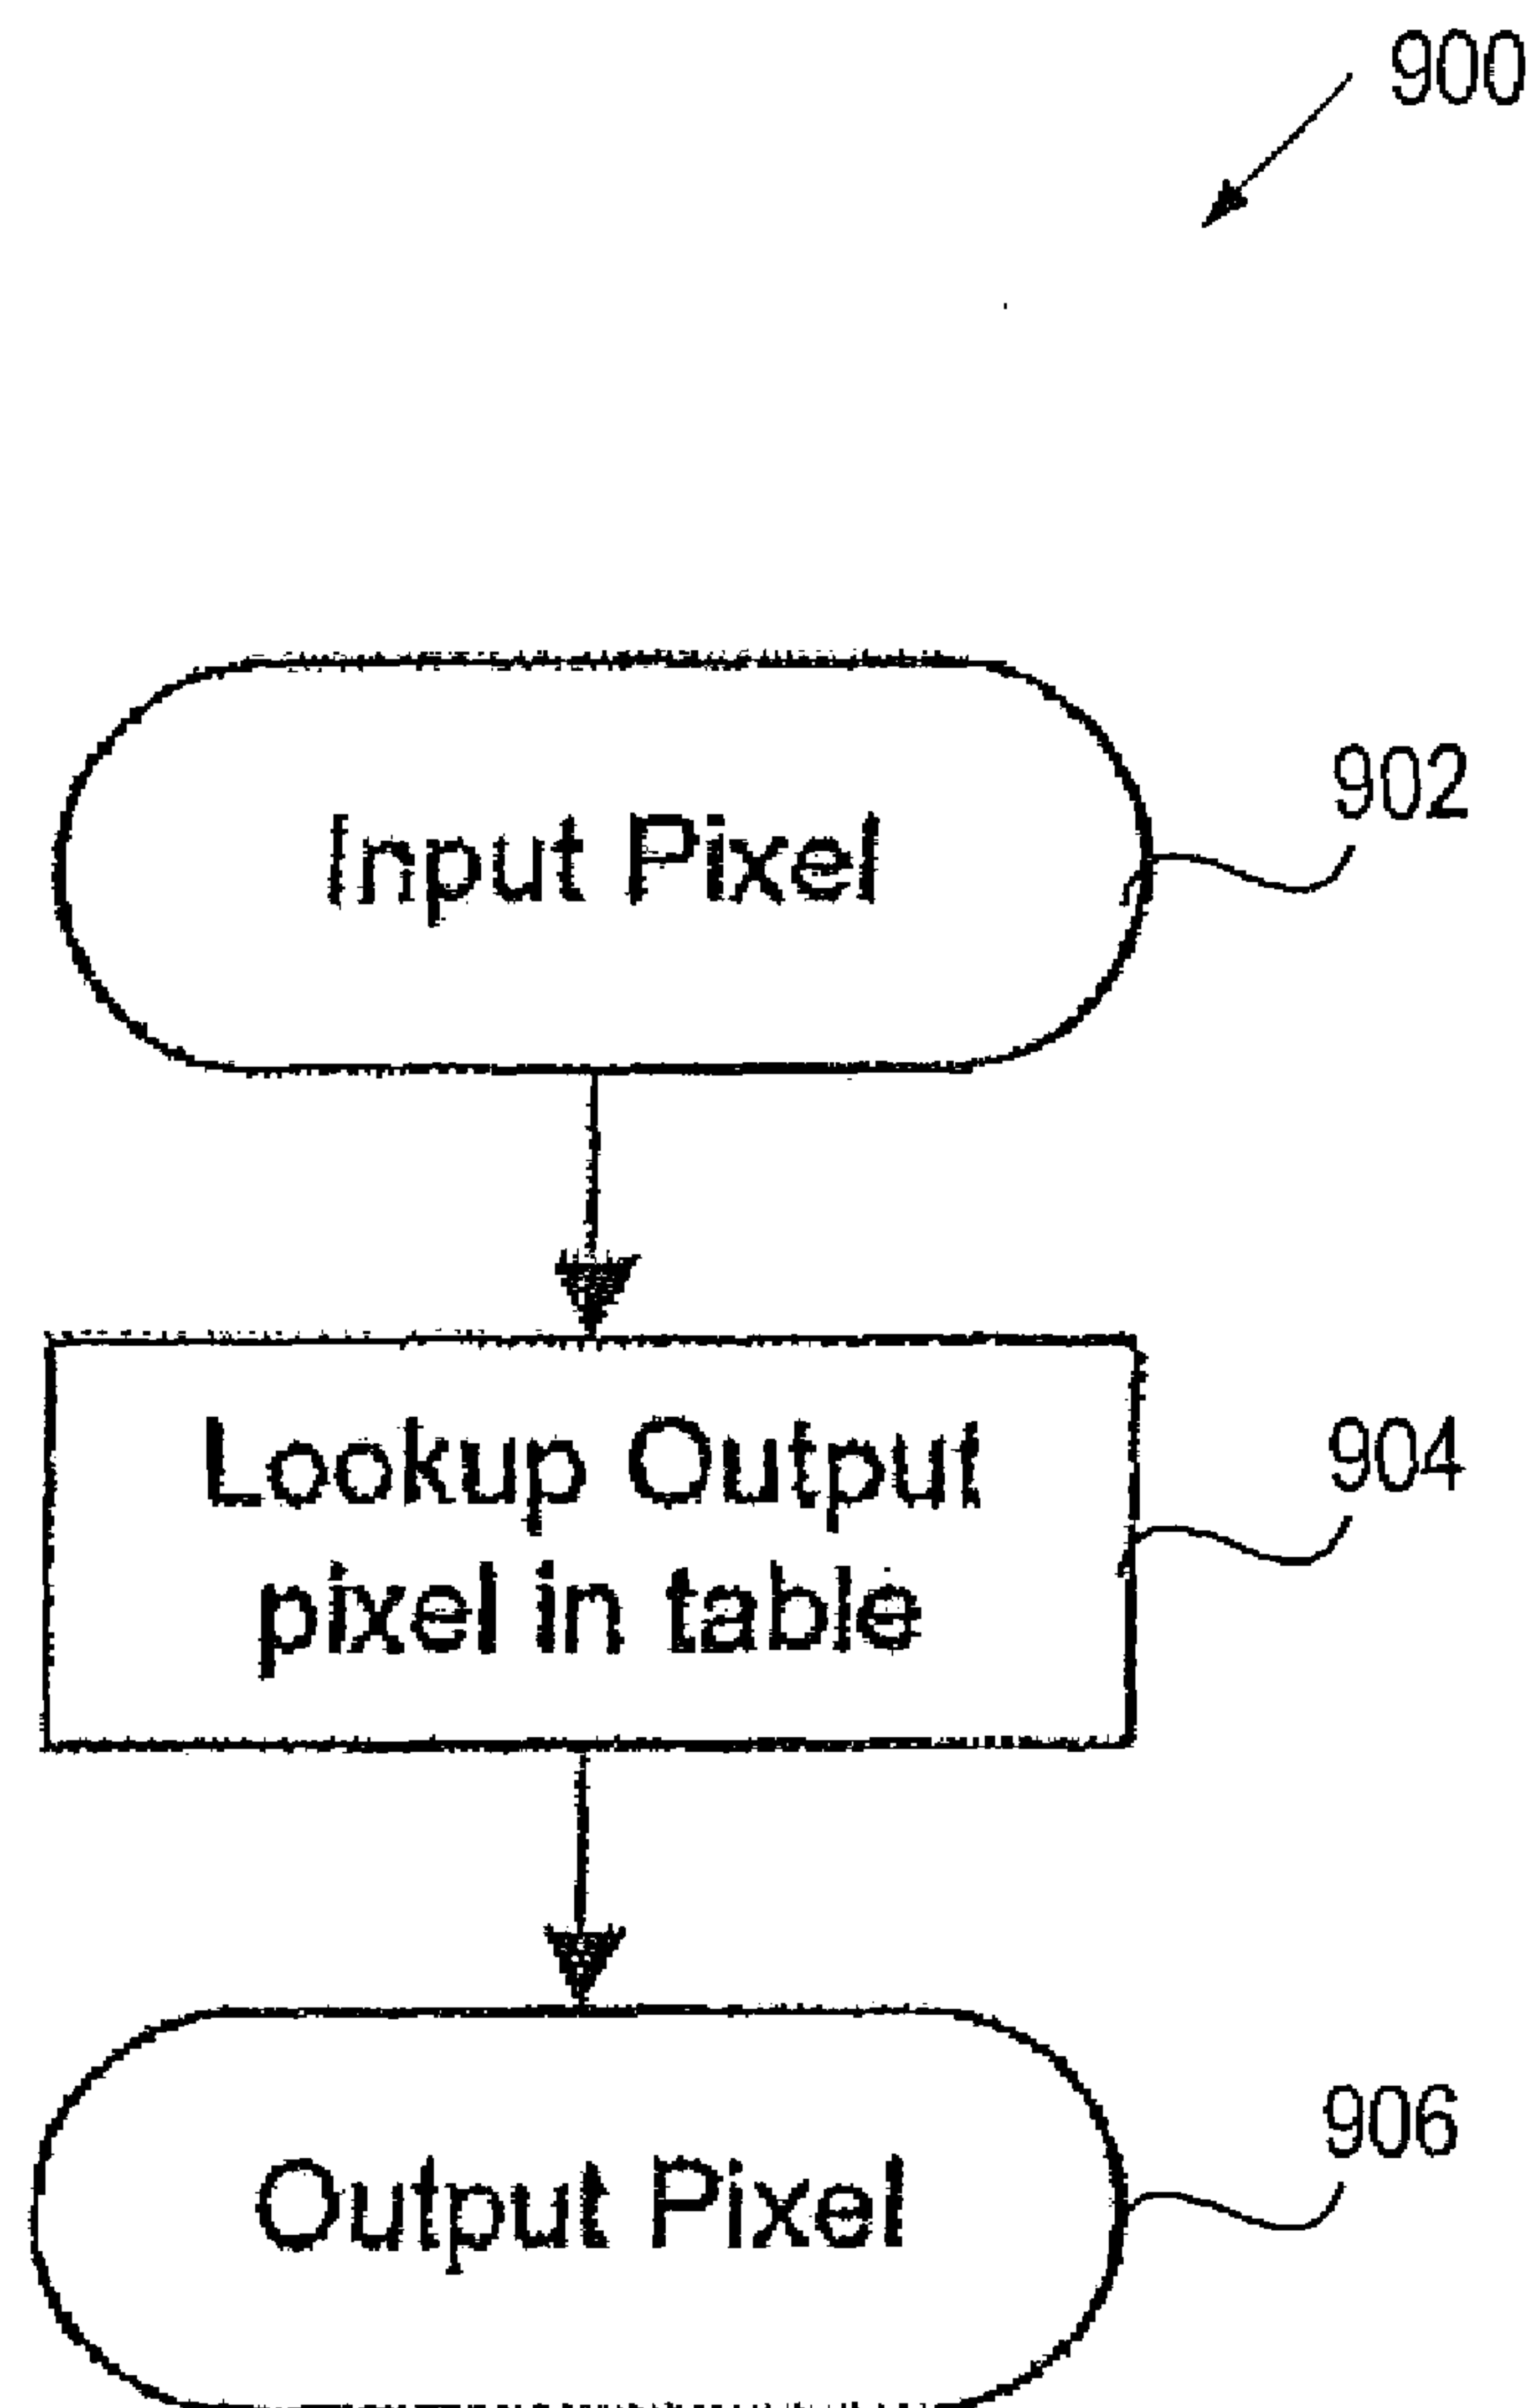 900
Input Pixel
902
Lookup Output
pixel in table
904
Output Pixel
906